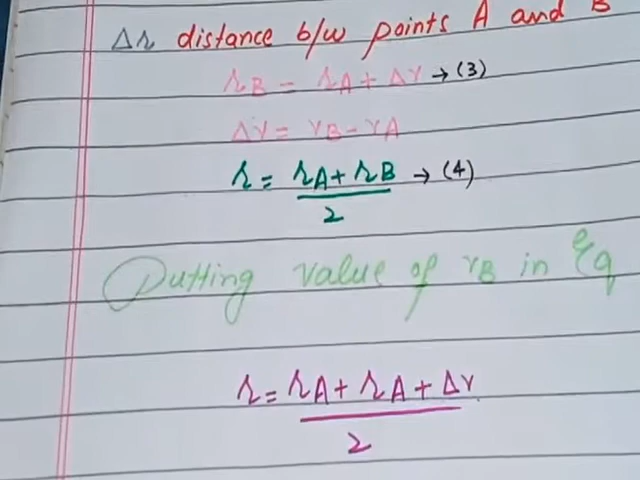 Δr distance b/w points A and B
rB = rA + Δr → (3)
Δr = rB - rA
r = rA + rB → (4)
2
Putting value of rB in Eq
r = rA + rA + Δr
2